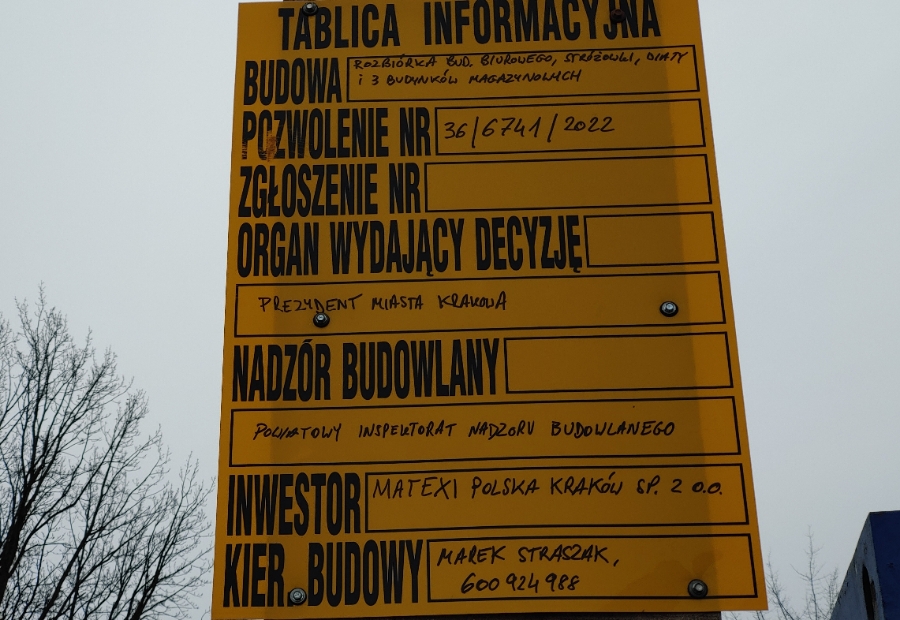 TABLICA INFORMACYJNA
BUDOWA ROZBIÓRKA BUD. BIUROWEGO, STRÓŻÓWKI, WIATY
i 3 BUDYNKÓW MAGAZYNOWYCH
POZWOLENIE NR 36/6741/2022
ZGŁOSZENIE NR
ORGAN WYDAJĄCY DECYZJĘ
PREZYDENT MIASTA KRAKOWA
NADZÓR BUDOWLANY
POWIATOWY INSPEKTORAT NADZORU BUDOWLANEGO
INWESTOR MATEXI POLSKA KRAKÓW SP. Z O.O.
KIER. BUDOWY MAREK STRASZAK,
600 924 988